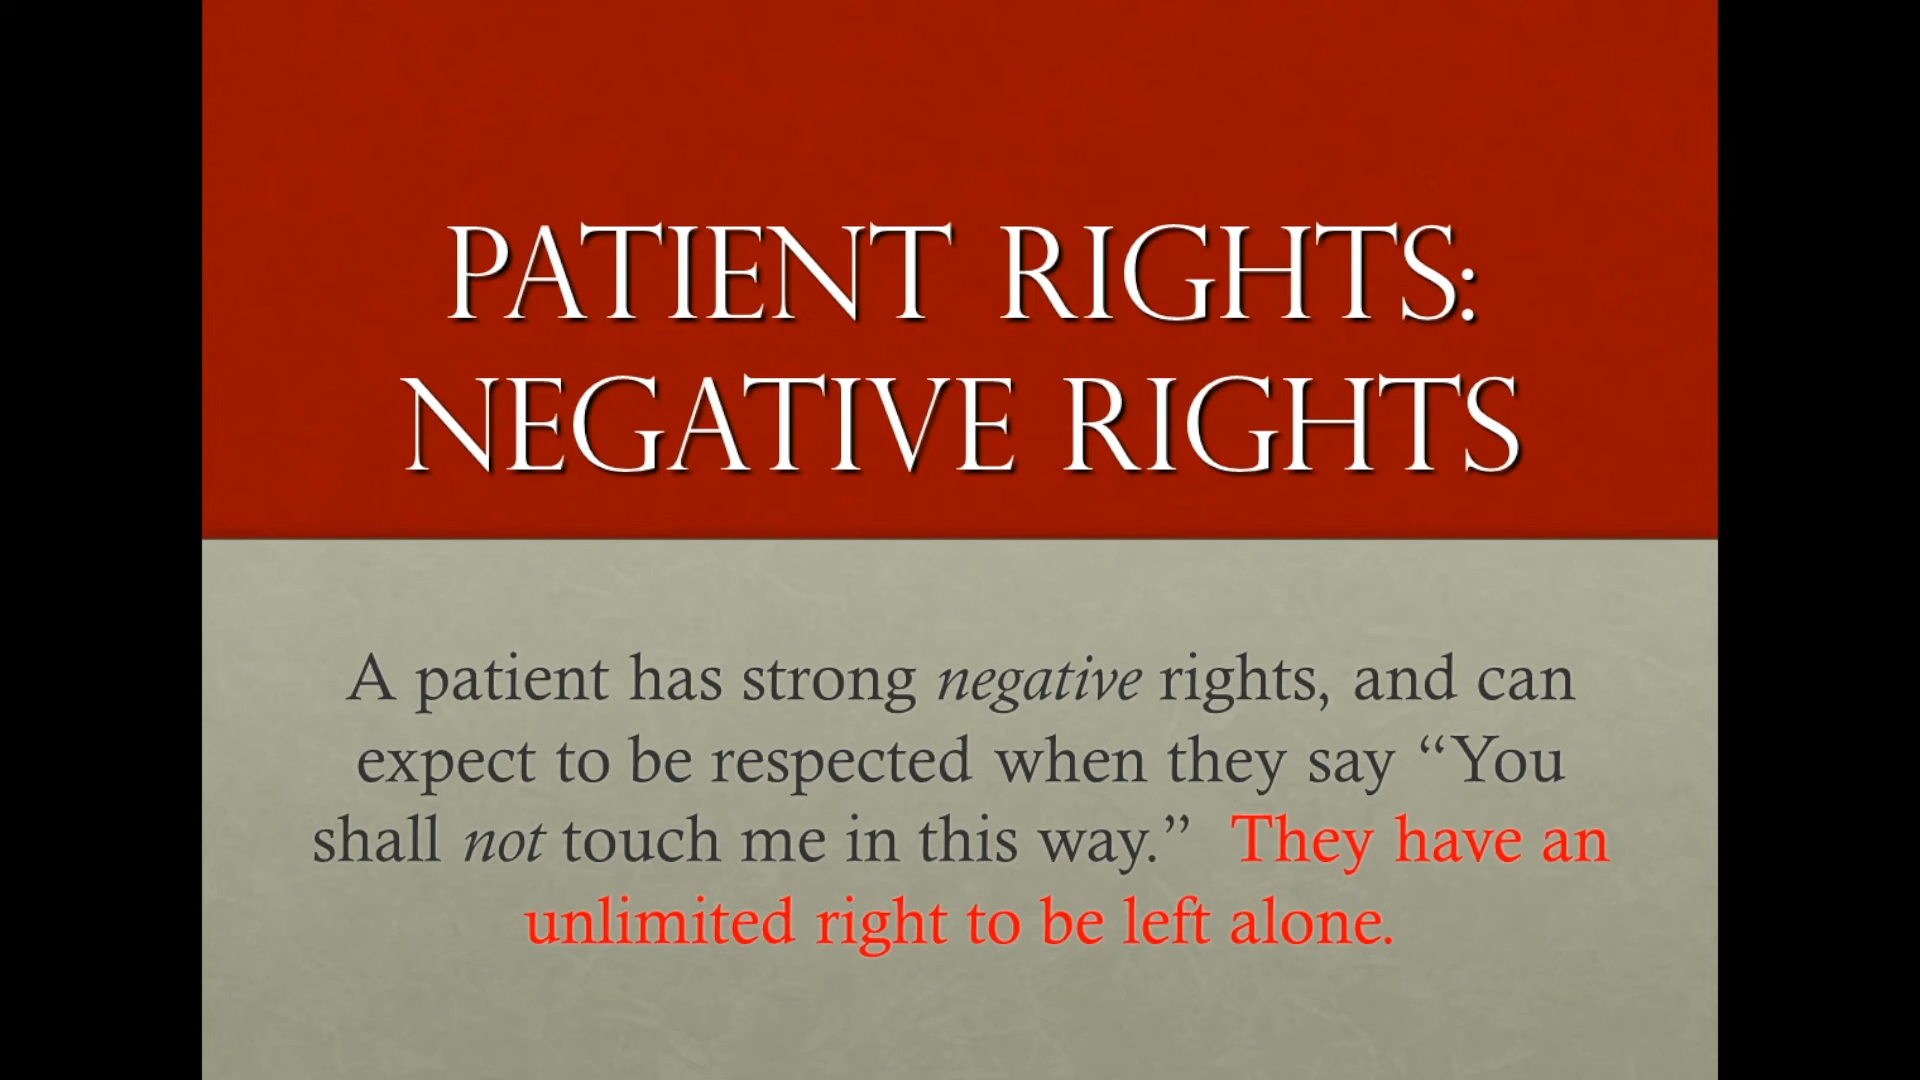 PATIENT RIGHTS:
NEGATIVE RIGHTS
A patient has strong negative rights, and can
expect to be respected when they say “You
shall not touch me in this way.” They have an
unlimited right to be left alone.